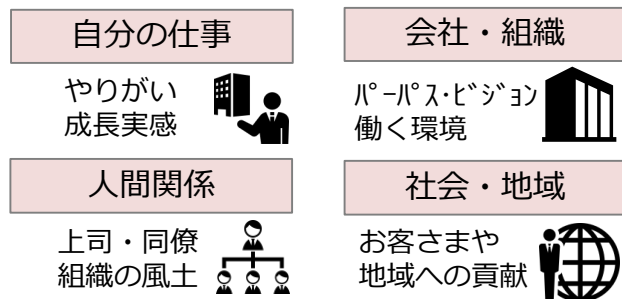 自分の仕事
やりがい
成長実感
会社・組織
ﾊﾟｰﾊﾟｽ･ﾋﾞｼﾞｮﾝ
働く環境
人間関係
上司・同僚
組織の風土
社会・地域
お客さまや
地域への貢献